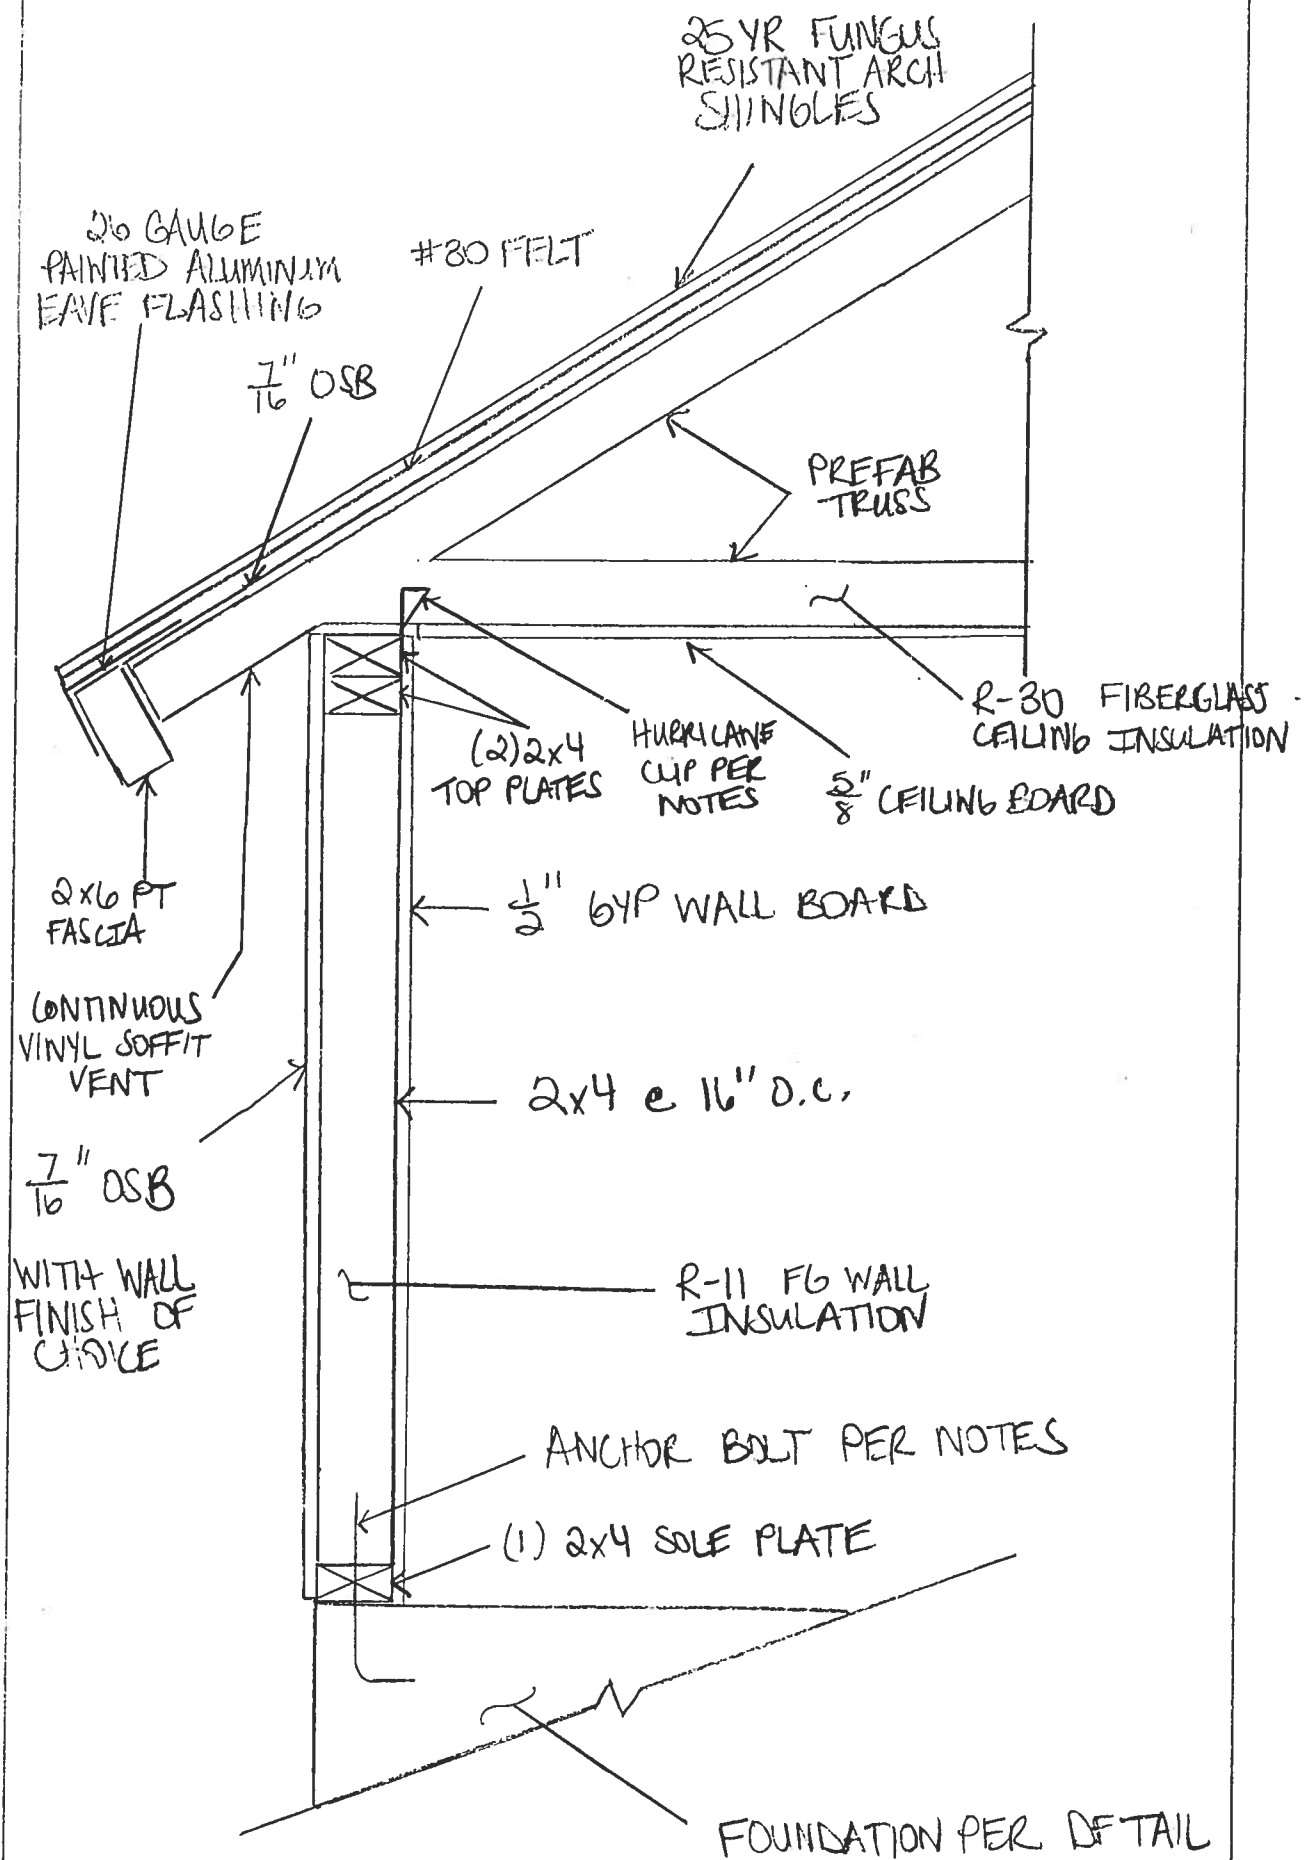 25 YR FUNGUS
RESISTANT ARCH
SHINGLES
26 GAUGE
PAINTED ALUMINUM
EAVE FLASHING
#30 FELT
7/16" OSB
PREFAB
TRUSS
R-30 FIBERGLASS
CEILING INSULATION
(2) 2x4
TOP PLATES
HURRICANE
CLIP PER
NOTES
5/8" CEILING BOARD
2x6 PT
FASCIA
1/2" GYP WALL BOARD
CONTINUOUS
VINYL SOFFIT
VENT
2x4 @ 16" O.C.
7/16" OSB
WITH WALL
FINISH OF
CHOICE
R-11 FG WALL
INSULATION
ANCHOR BOLT PER NOTES
(1) 2x4 SOLE PLATE
FOUNDATION PER DETAIL